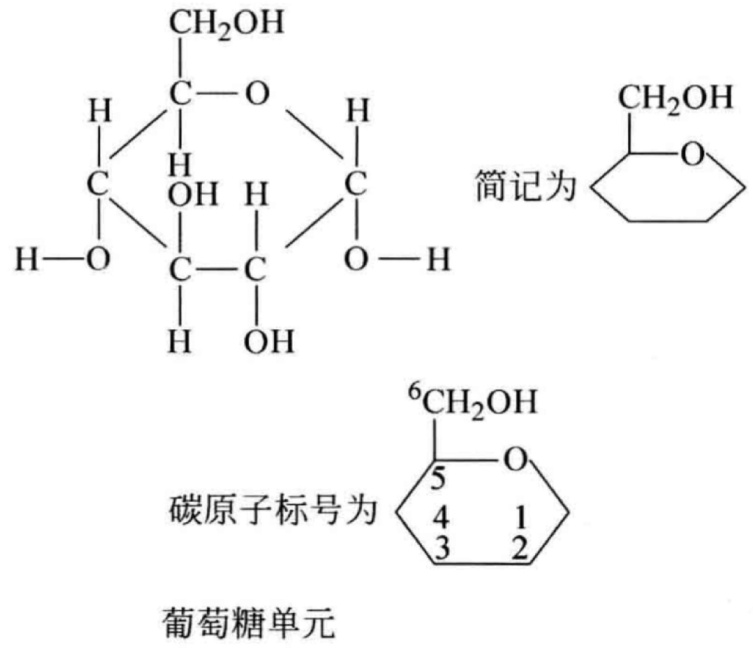 CH₂OH
C O
H H
H
C OH H C 简记为
H O C C O H
H OH
CH₂OH
O
⁶CH₂OH
O
5
碳原子标号为 4 1
3 2
葡萄糖单元